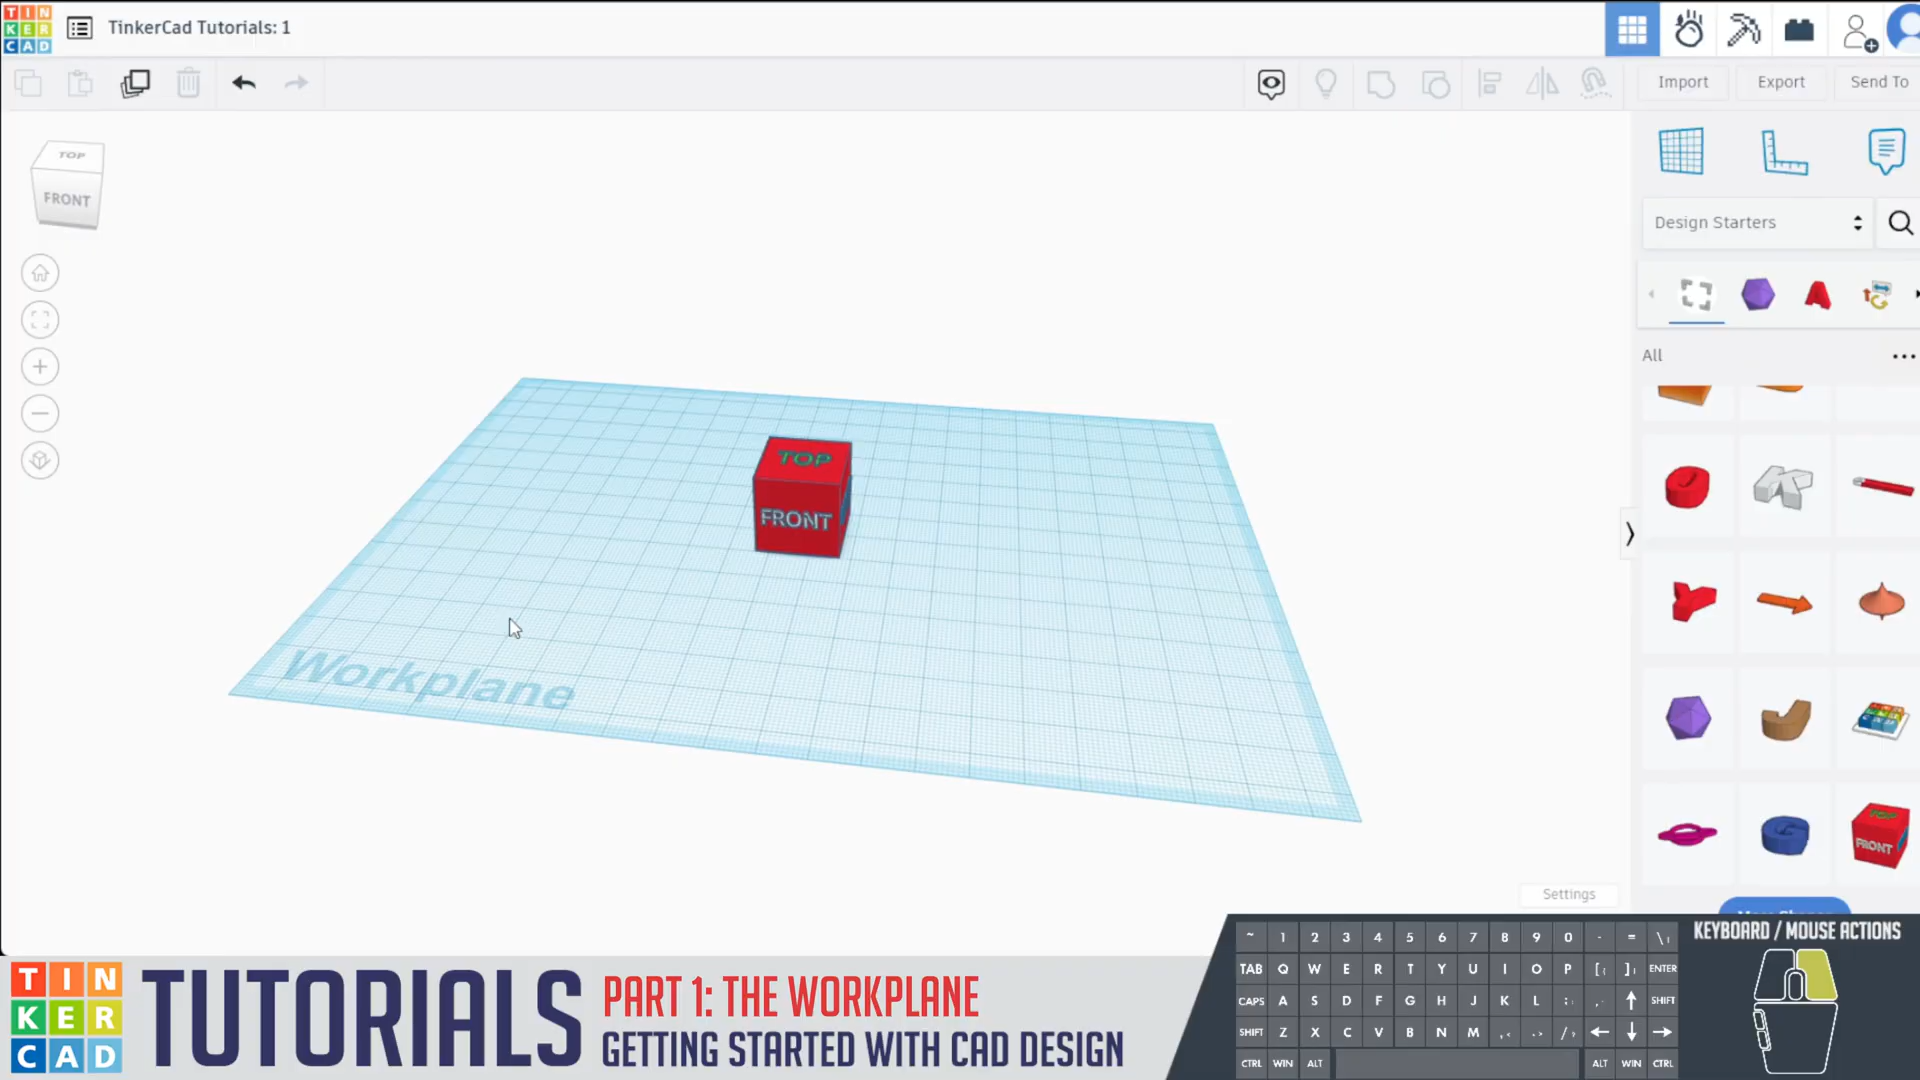 TIN
KER
CAD
TinkerCad Tutorials: 1
Import
Export
Send To
TOP
FRONT
Design Starters
All
TOP
FRONT
Workplane
TOP
FRONT
Settings
KEYBOARD / MOUSE ACTIONS
~ 1 2 3 4 5 6 7 8 9 0 - =
TAB Q W E R T Y U I O P ENTER
CAPS A S D F G H J K L SHIFT
SHIFT Z X C V B N M
CTRL WIN ALT ALT WIN CTRL
TIN
KER
CAD
TUTORIALS
PART 1: THE WORKPLANE
GETTING STARTED WITH CAD DESIGN